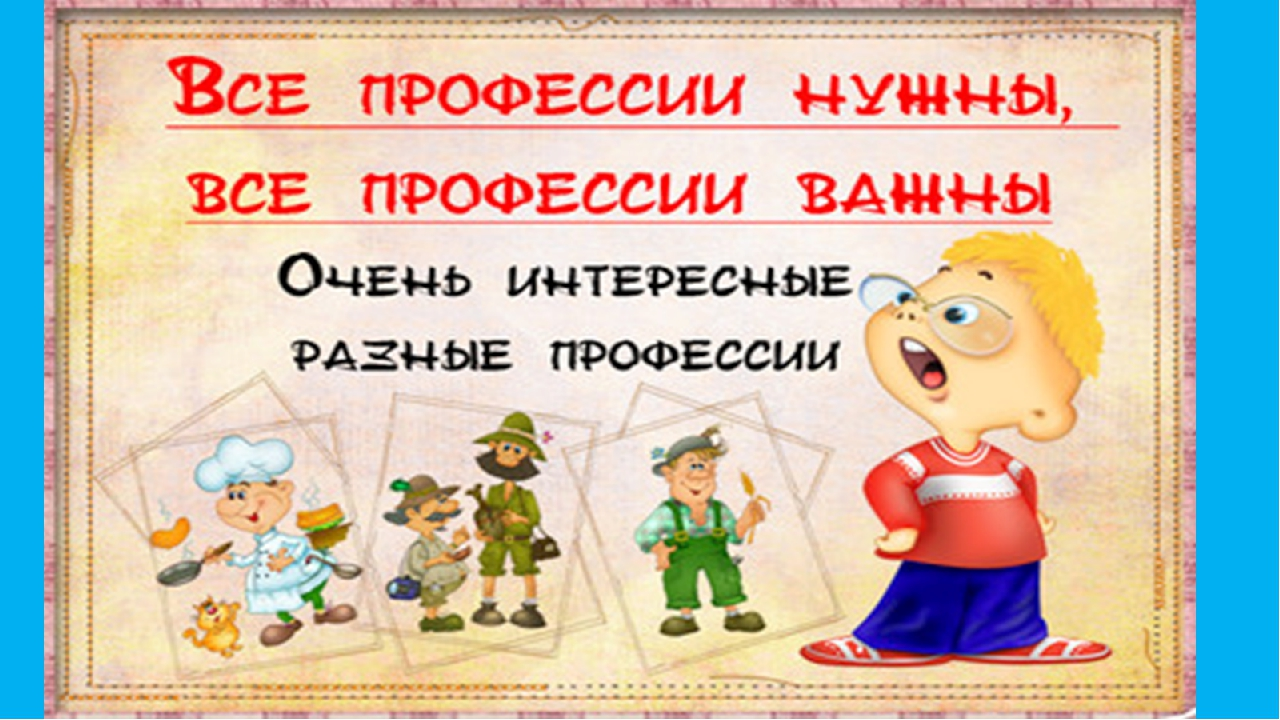 Все профессии нужны,
все профессии важны
Очень интересные
разные профессии